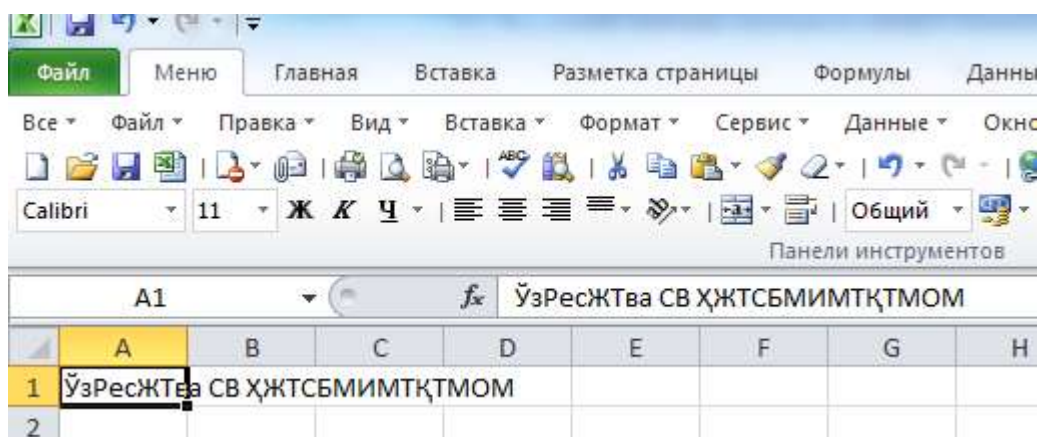 Файл Меню Главная Вставка Разметка страницы Формулы Данны
Все Файл Правка Вид Вставка Формат Сервис Данные Окно
ABC
Calibri 11 Ж К Ч a Общий
Панели инструментов
A1 fx ЎзРесЖТва СВ ҲЖТСБМИМТҚТМОМ
A B C D E F G H
1 ЎзРесЖТва СВ ҲЖТСБМИМТҚТМОМ
2